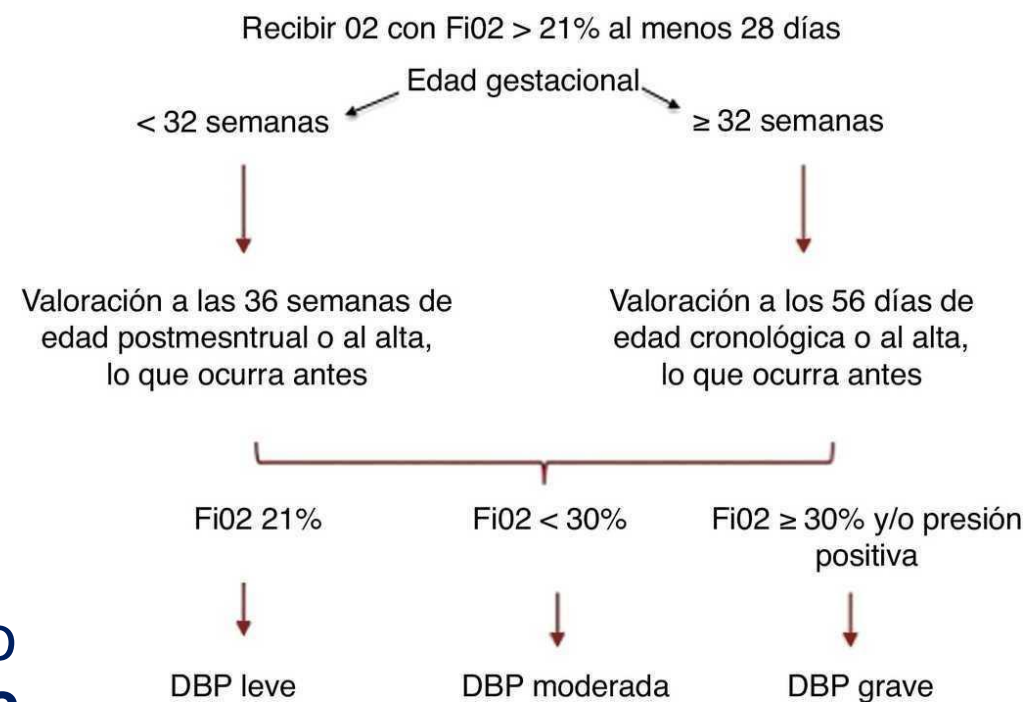 Recibir 02 con Fi02 > 21% al menos 28 días
Edad gestacional
< 32 semanas
≥ 32 semanas
Valoración a las 36 semanas de
edad postmesntrual o al alta,
lo que ocurra antes
Valoración a los 56 días de
edad cronológica o al alta,
lo que ocurra antes
Fi02 21%
Fi02 < 30%
Fi02 ≥ 30% y/o presión
positiva
DBP leve
DBP moderada
DBP grave